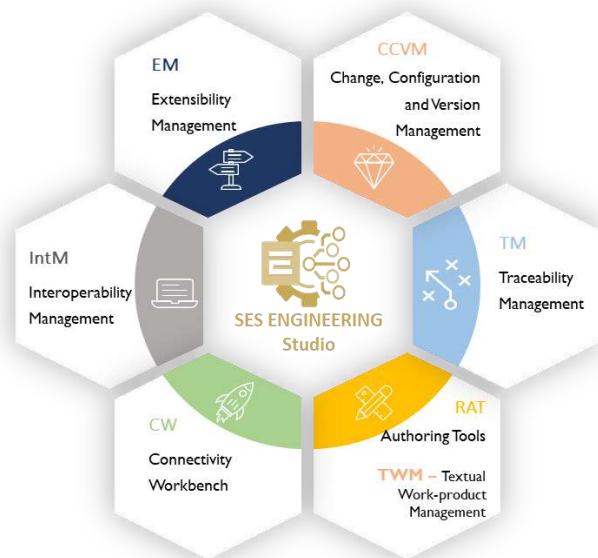 EM
Extensibility
Management
CCVM
Change, Configuration
and Version
Management
IntM
Interoperability
Management
E
SES ENGINEERING
Studio
TM
Traceability
Management
CW
Connectivity
Workbench
RAT
Authoring Tools
TWM – Textual
Work-product
Management